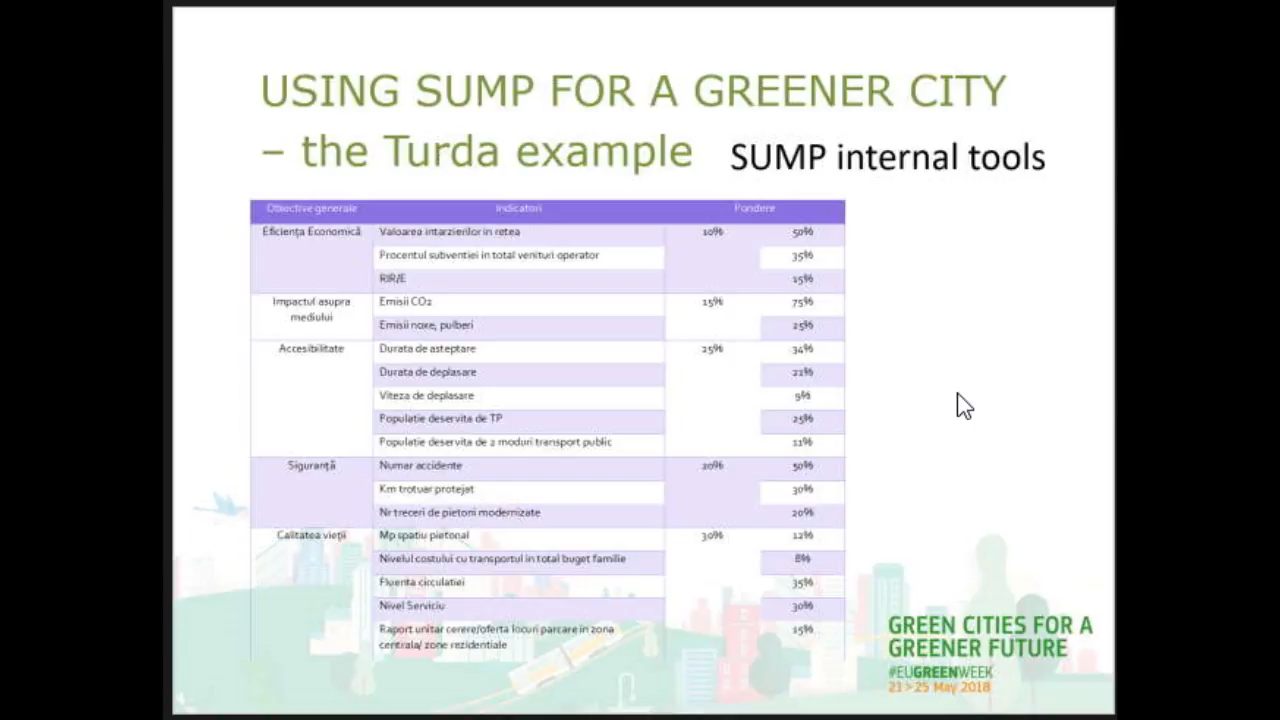 USING SUMP FOR A GREENER CITY
– the Turda example SUMP internal tools
Obiective generale Indicatori Pondere
Eficiența Economică Valoarea intarzierilor in retea 10% 50%
Procentul subventiei in total venituri operator 35%
RIR/E 15%
Impactul asupra mediului Emisii CO2 15% 75%
Emisii noxe, pulberi 25%
Accesibilitate Durata de asteptare 25% 34%
Durata de deplasare 21%
Viteza de deplasare 9%
Populatie deservita de TP 25%
Populatie deservita de 2 moduri transport public 11%
Siguranță Numar accidente 20% 50%
Km trotuar protejat 30%
Nr treceri de pietoni modernizate 20%
Calitatea vieții Mp spatiu pietonal 30% 12%
Nivelul costului cu transportul in total buget familie 8%
Fluenta circulatiei 35%
Nivel Serviciu 30%
Raport unitar cerere/oferta locuri parcare in zona 15%
centrala/ zone rezidentiale
GREEN CITIES FOR A
GREENER FUTURE
#EUGREENWEEK
21>25 May 2018